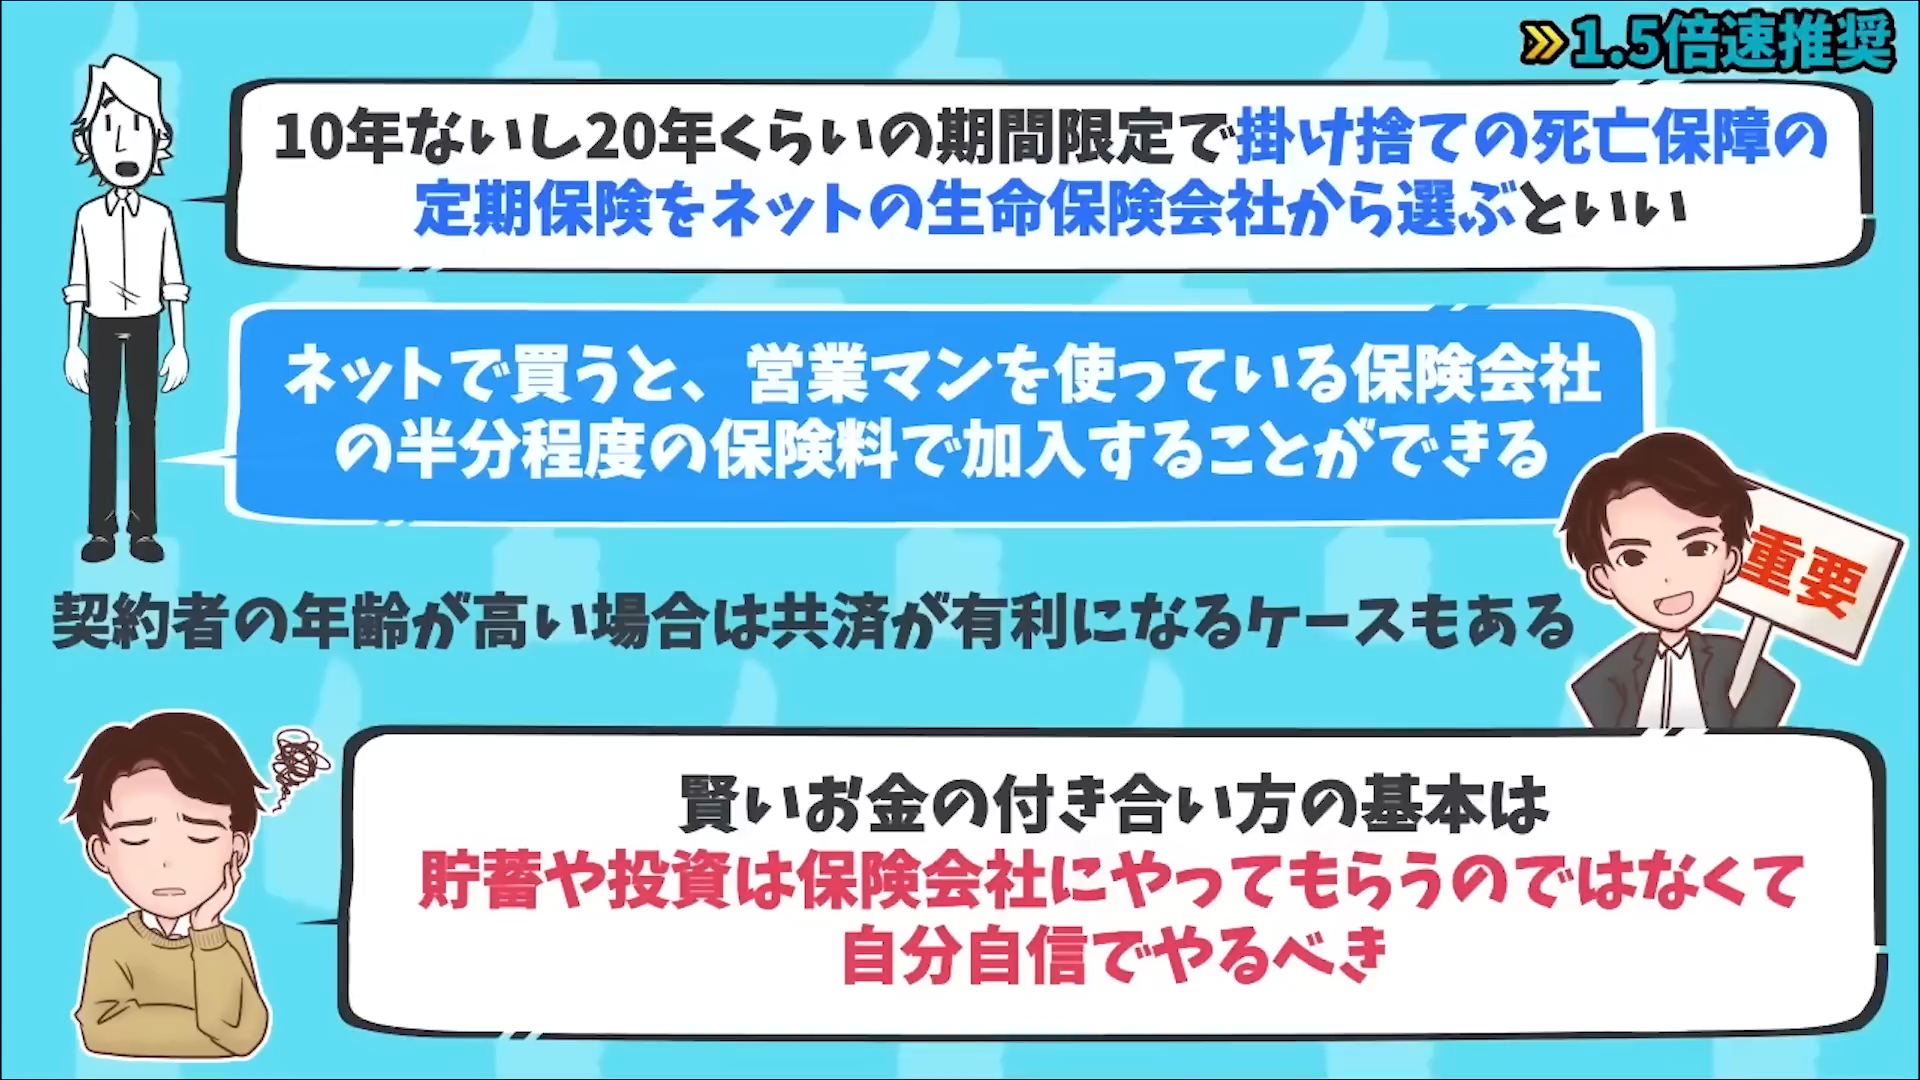 1.5倍速推奨
10年ないし20年くらいの期間限定で掛け捨ての死亡保障の
定期保険をネットの生命保険会社から選ぶといい
ネットで買うと、営業マンを使っている保険会社
の半分程度の保険料で加入することができる
重要
契約者の年齢が高い場合は共済が有利になるケースもある
賢いお金の付き合い方の基本は
貯蓄や投資は保険会社にやってもらうのではなくて
自分自信でやるべき